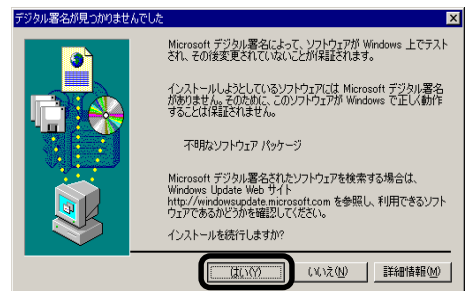 デジタル署名が見つかりませんでした
Microsoft デジタル署名によって、ソフトウェアが Windows 上でテスト
され、その後変更されていないことが保証されます。
インストールしようとしているソフトウェアには Microsoft デジタル署名
がありません。そのために、このソフトウェアが Windows で正しく動作
することは保証されません。
不明なソフトウェア パッケージ
Microsoft デジタル署名されたソフトウェアを検索する場合は、
Windows Update Web サイト
http://windowsupdate.microsoft.com を参照し、利用できるソフト
ウェアであるかどうかを確認してください。
インストールを続行しますか?
はい(Y) いいえ(N) 詳細情報(M)